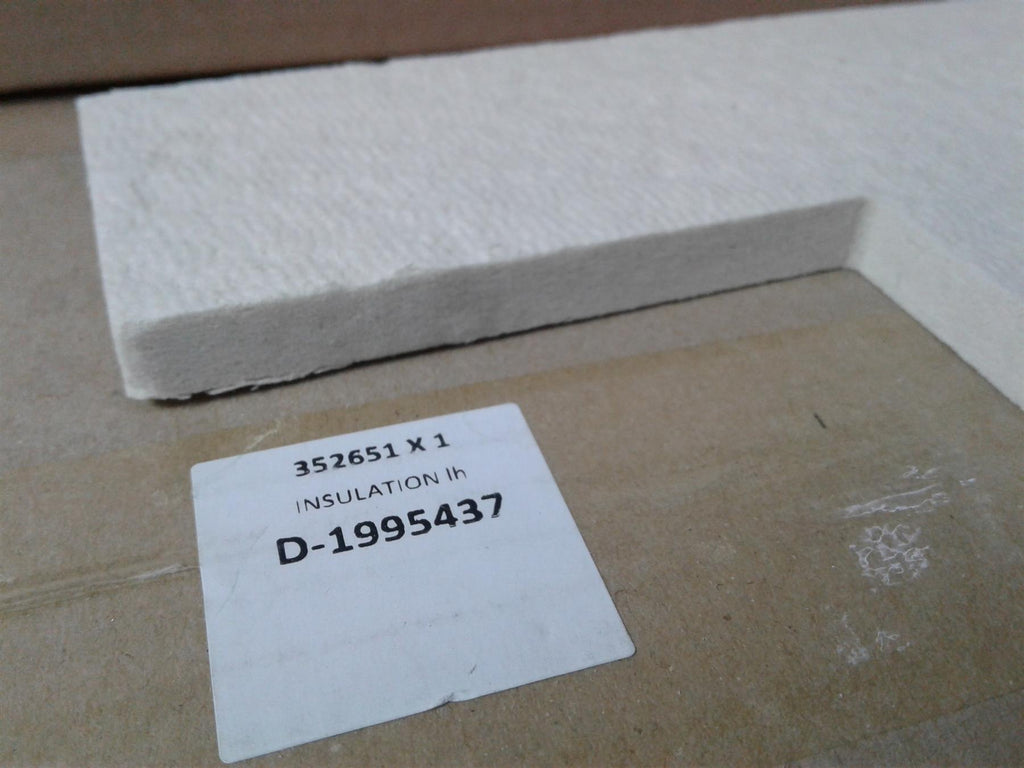 352651 X 1
INSULATION lh
D-1995437